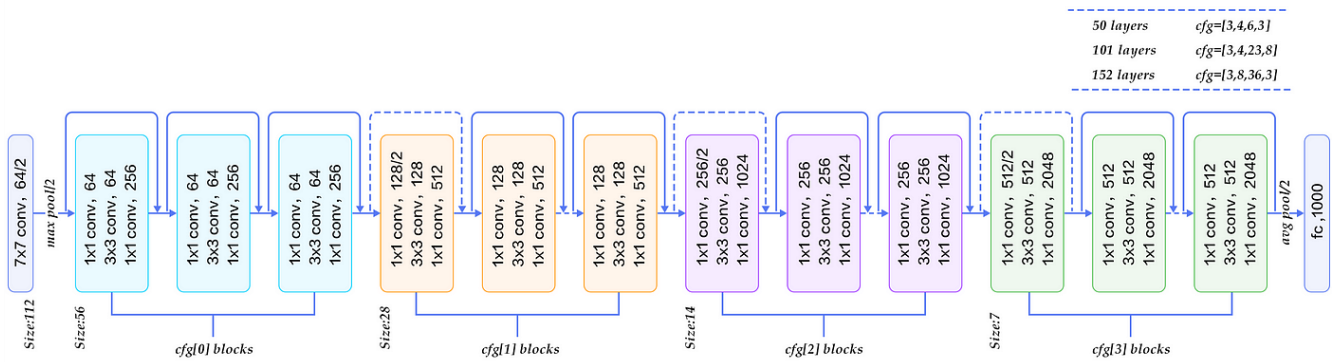 50 layers cfg=[3,4,6,3]
101 layers cfg=[3,4,23,8]
152 layers cfg=[3,8,36,3]
7x7 conv, 64/2
max pool/2
1x1 conv, 64
3x3 conv, 64
1x1 conv, 256
1x1 conv, 64
3x3 conv, 64
1x1 conv, 256
1x1 conv, 64
3x3 conv, 64
1x1 conv, 256
1x1 conv, 128/2
3x3 conv, 128
1x1 conv, 512
1x1 conv, 128
3x3 conv, 128
1x1 conv, 512
1x1 conv, 128
3x3 conv, 128
1x1 conv, 512
1x1 conv, 256/2
3x3 conv, 256
1x1 conv, 1024
1x1 conv, 256
3x3 conv, 256
1x1 conv, 1024
1x1 conv, 256
3x3 conv, 256
1x1 conv, 1024
1x1 conv, 512/2
3x3 conv, 512
1x1 conv, 2048
1x1 conv, 512
3x3 conv, 512
1x1 conv, 2048
1x1 conv, 512
3x3 conv, 512
1x1 conv, 2048
avg pool/2
fc ,1000
Size:112
Size:56
cfg[0] blocks
Size:28
cfg[1] blocks
Size:14
cfg[2] blocks
Size:7
cfg[3] blocks